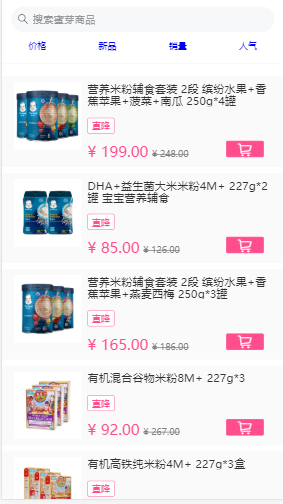 搜索蜜芽商品
价格 新品 销量 人气
营养米粉辅食套装 2段 缤纷水果+香
蕉苹果+菠菜+南瓜 250g*4罐
直降
¥ 199.00 ¥ 248.00
DHA+益生菌大米米粉4M+ 227g*2
罐 宝宝营养辅食
直降
¥ 85.00 ¥ 126.00
营养米粉辅食套装 2段 缤纷水果+香
蕉苹果+燕麦西梅 250g*3罐
直降
¥ 165.00 ¥ 186.00
有机混合谷物米粉8M+ 227g*3
直降
¥ 92.00 ¥ 267.00
有机高铁纯米粉4M+ 227g*3盒
直降